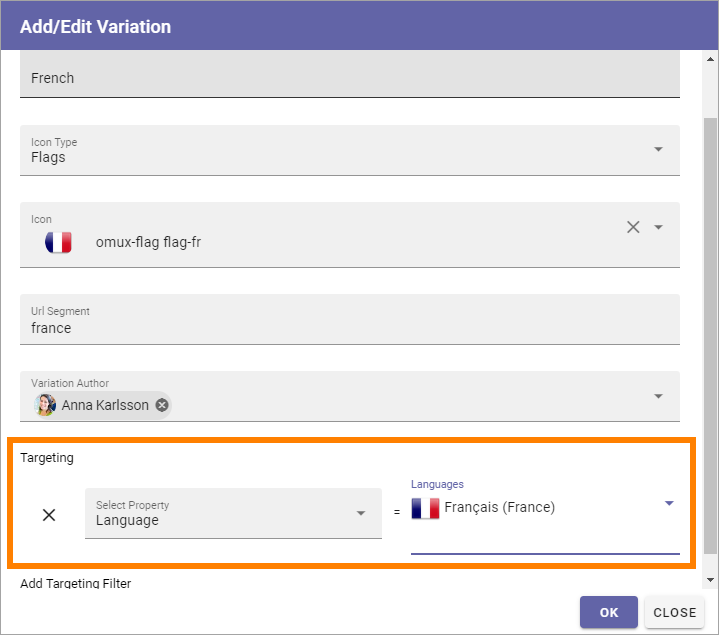 Add/Edit Variation
French
Icon Type
Flags
Icon
omux-flag flag-fr
Url Segment
france
Variation Author
Anna Karlsson
Targeting
Select Property
Language
=
Languages
Français (France)
Add Targeting Filter
OK
CLOSE